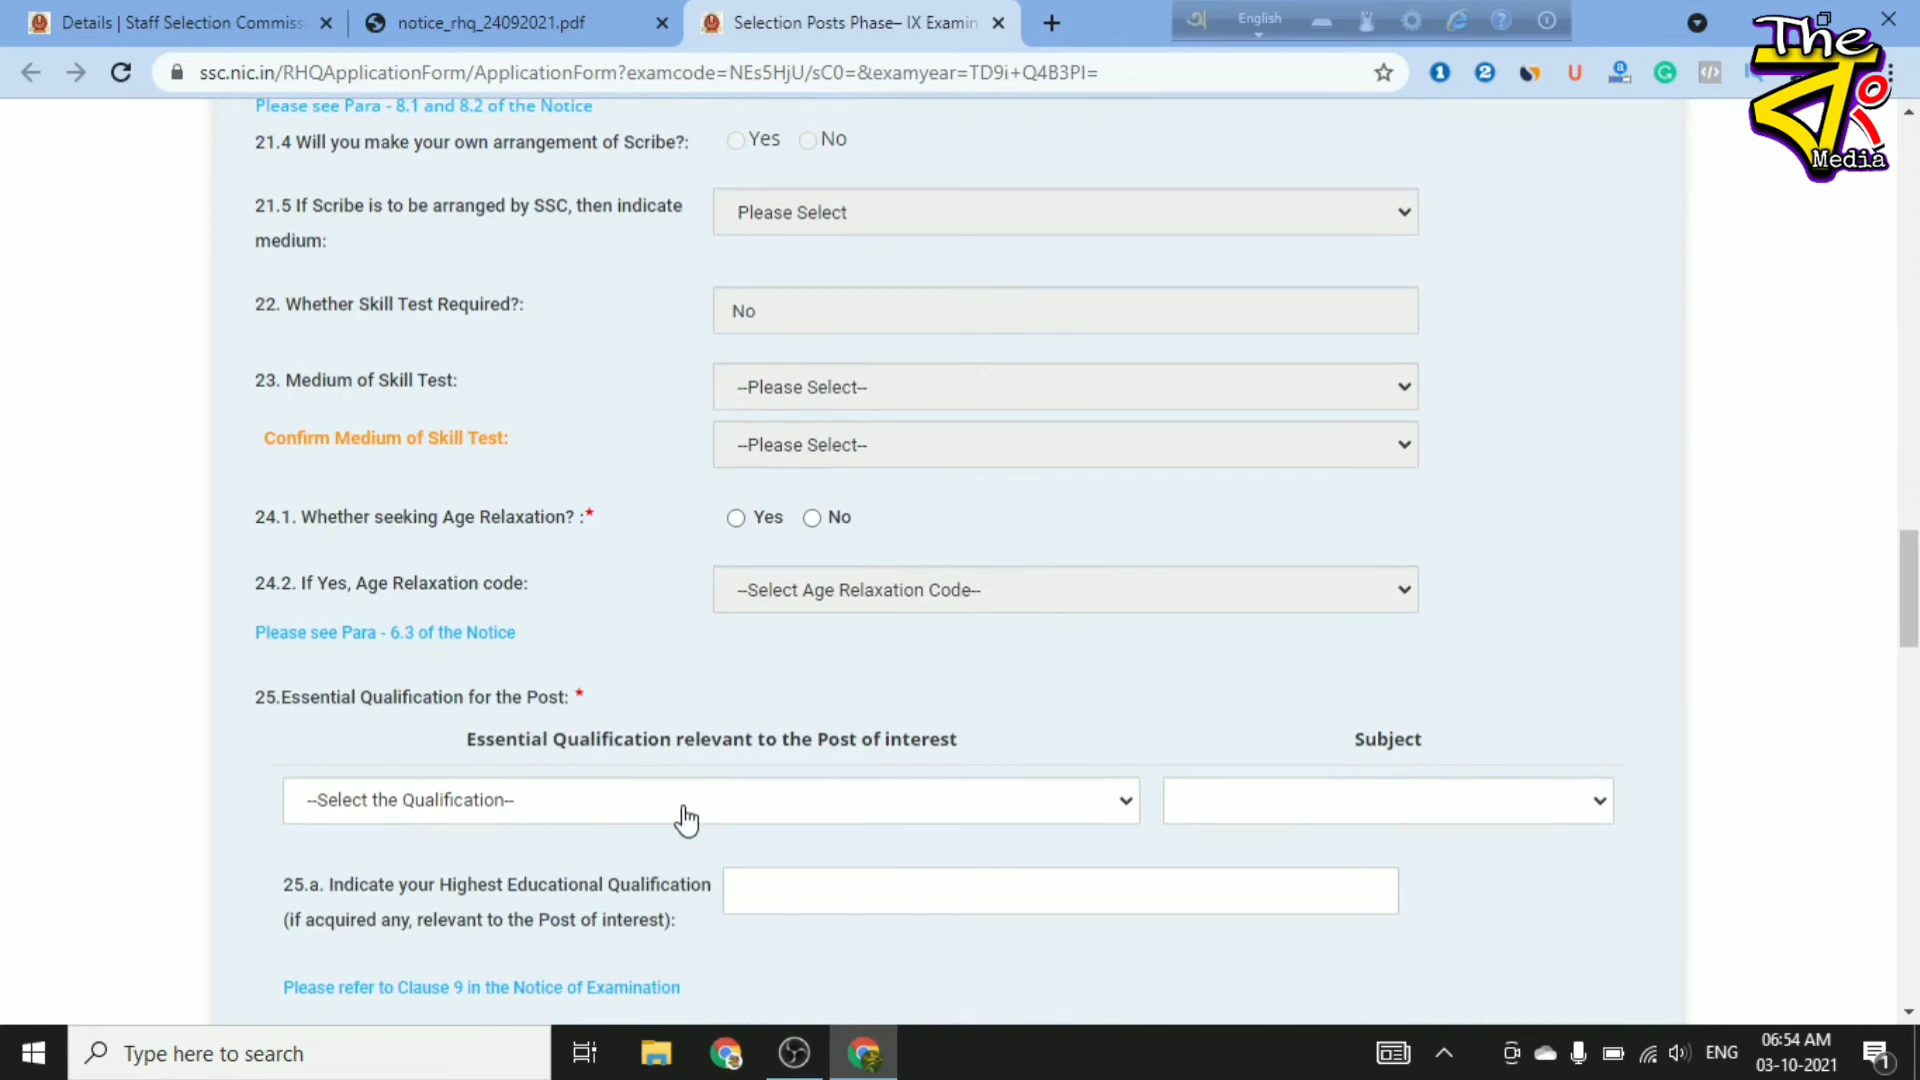 Details | Staff Selection Commiss
notice_rhq_24092021.pdf
Selection Posts Phase– IX Examin
English
ssc.nic.in/RHQApplicationForm/ApplicationForm?examcode=NEs5HjU/sC0=&examyear=TD9i+Q4B3PI=
The
Media
Please see Para - 8.1 and 8.2 of the Notice
21.4 Will you make your own arrangement of Scribe?:
Yes No
21.5 If Scribe is to be arranged by SSC, then indicate
medium:
Please Select
22. Whether Skill Test Required?:
No
23. Medium of Skill Test:
--Please Select--
Confirm Medium of Skill Test:
--Please Select--
24.1. Whether seeking Age Relaxation? :*
Yes No
24.2. If Yes, Age Relaxation code:
--Select Age Relaxation Code--
Please see Para - 6.3 of the Notice
25.Essential Qualification for the Post: *
Essential Qualification relevant to the Post of interest
Subject
--Select the Qualification--
25.a. Indicate your Highest Educational Qualification
(if acquired any, relevant to the Post of interest):
Please refer to Clause 9 in the Notice of Examination
Type here to search
ENG
06:54 AM
03-10-2021
1